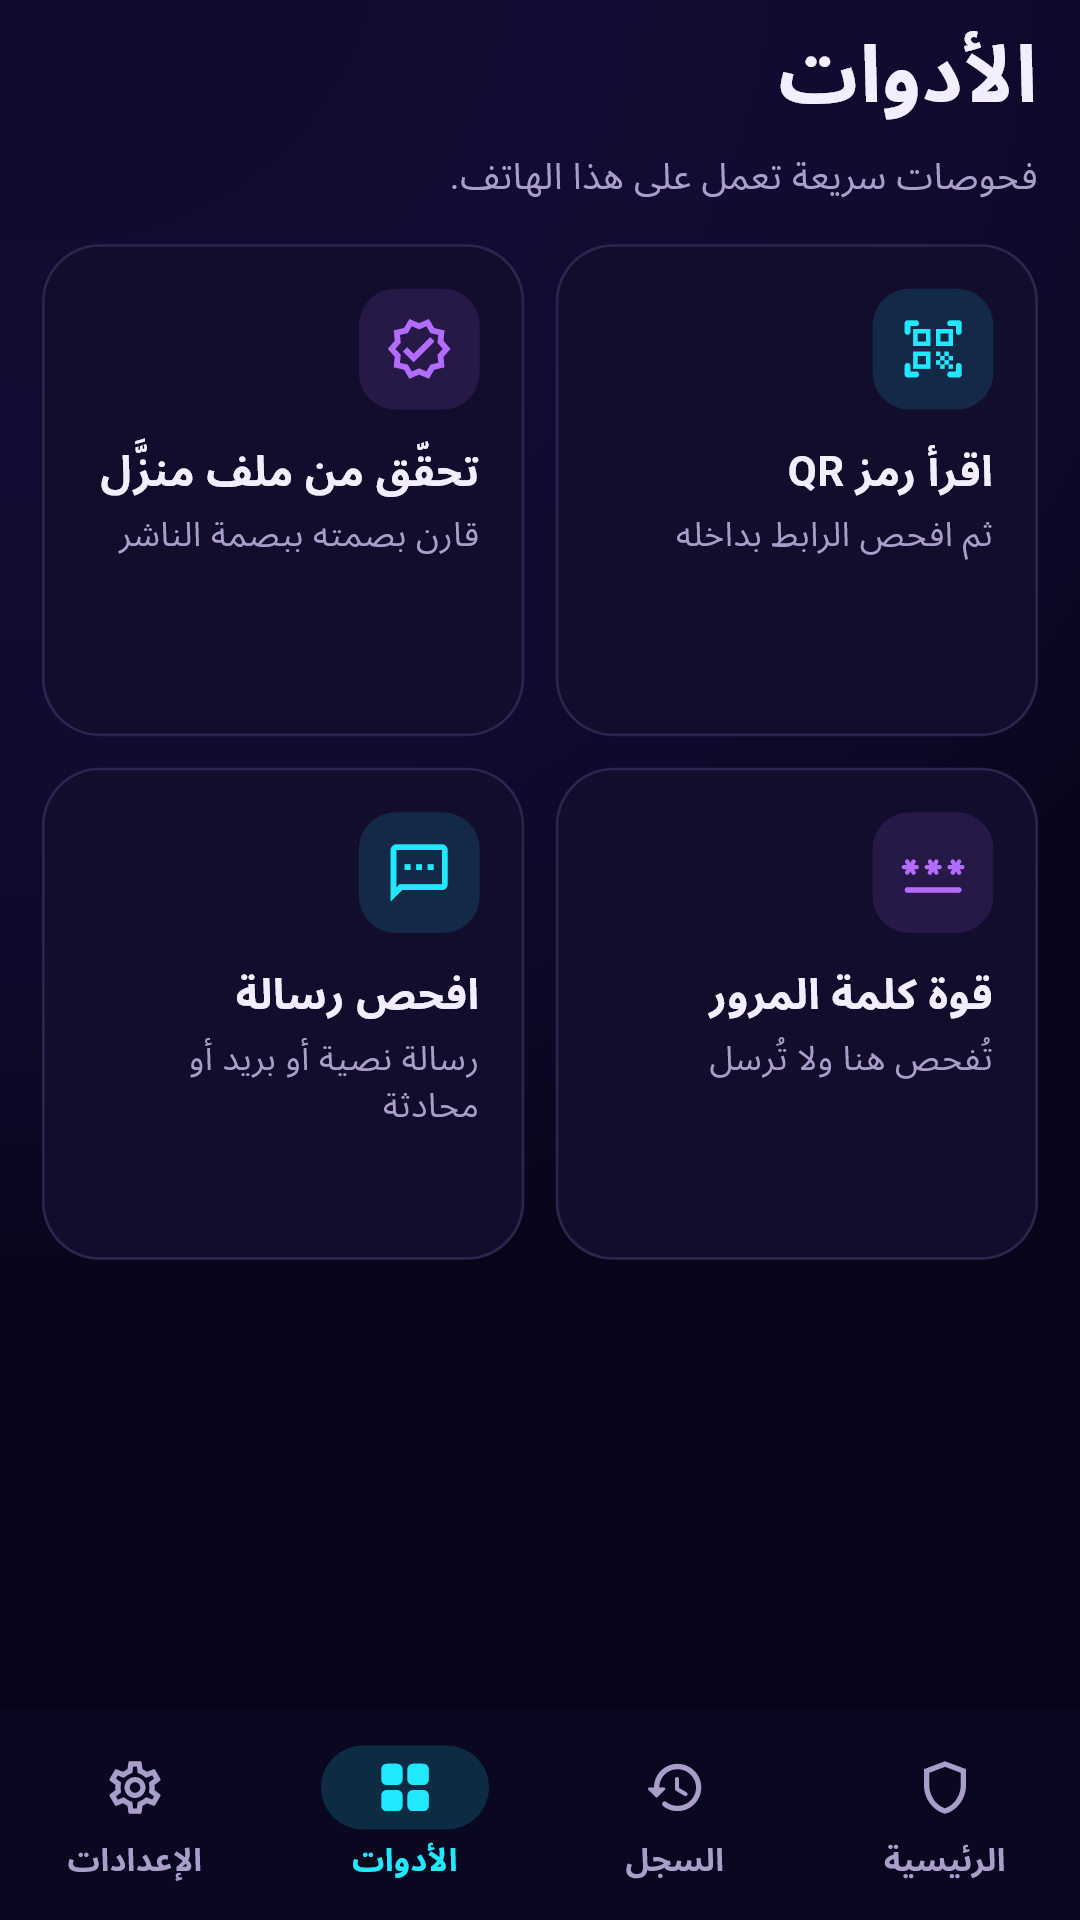 الأدوات
فحوصات سريعة تعمل على هذا الهاتف.
اقرأ رمز QR
ثم افحص الرابط بداخله
تحقّق من ملف منزَّل
قارن بصمته ببصمة الناشر
قوة كلمة المرور
تُفحص هنا ولا تُرسل
افحص رسالة
رسالة نصية أو بريد أو
محادثة
الرئيسية
السجل
الأدوات
الإعدادات